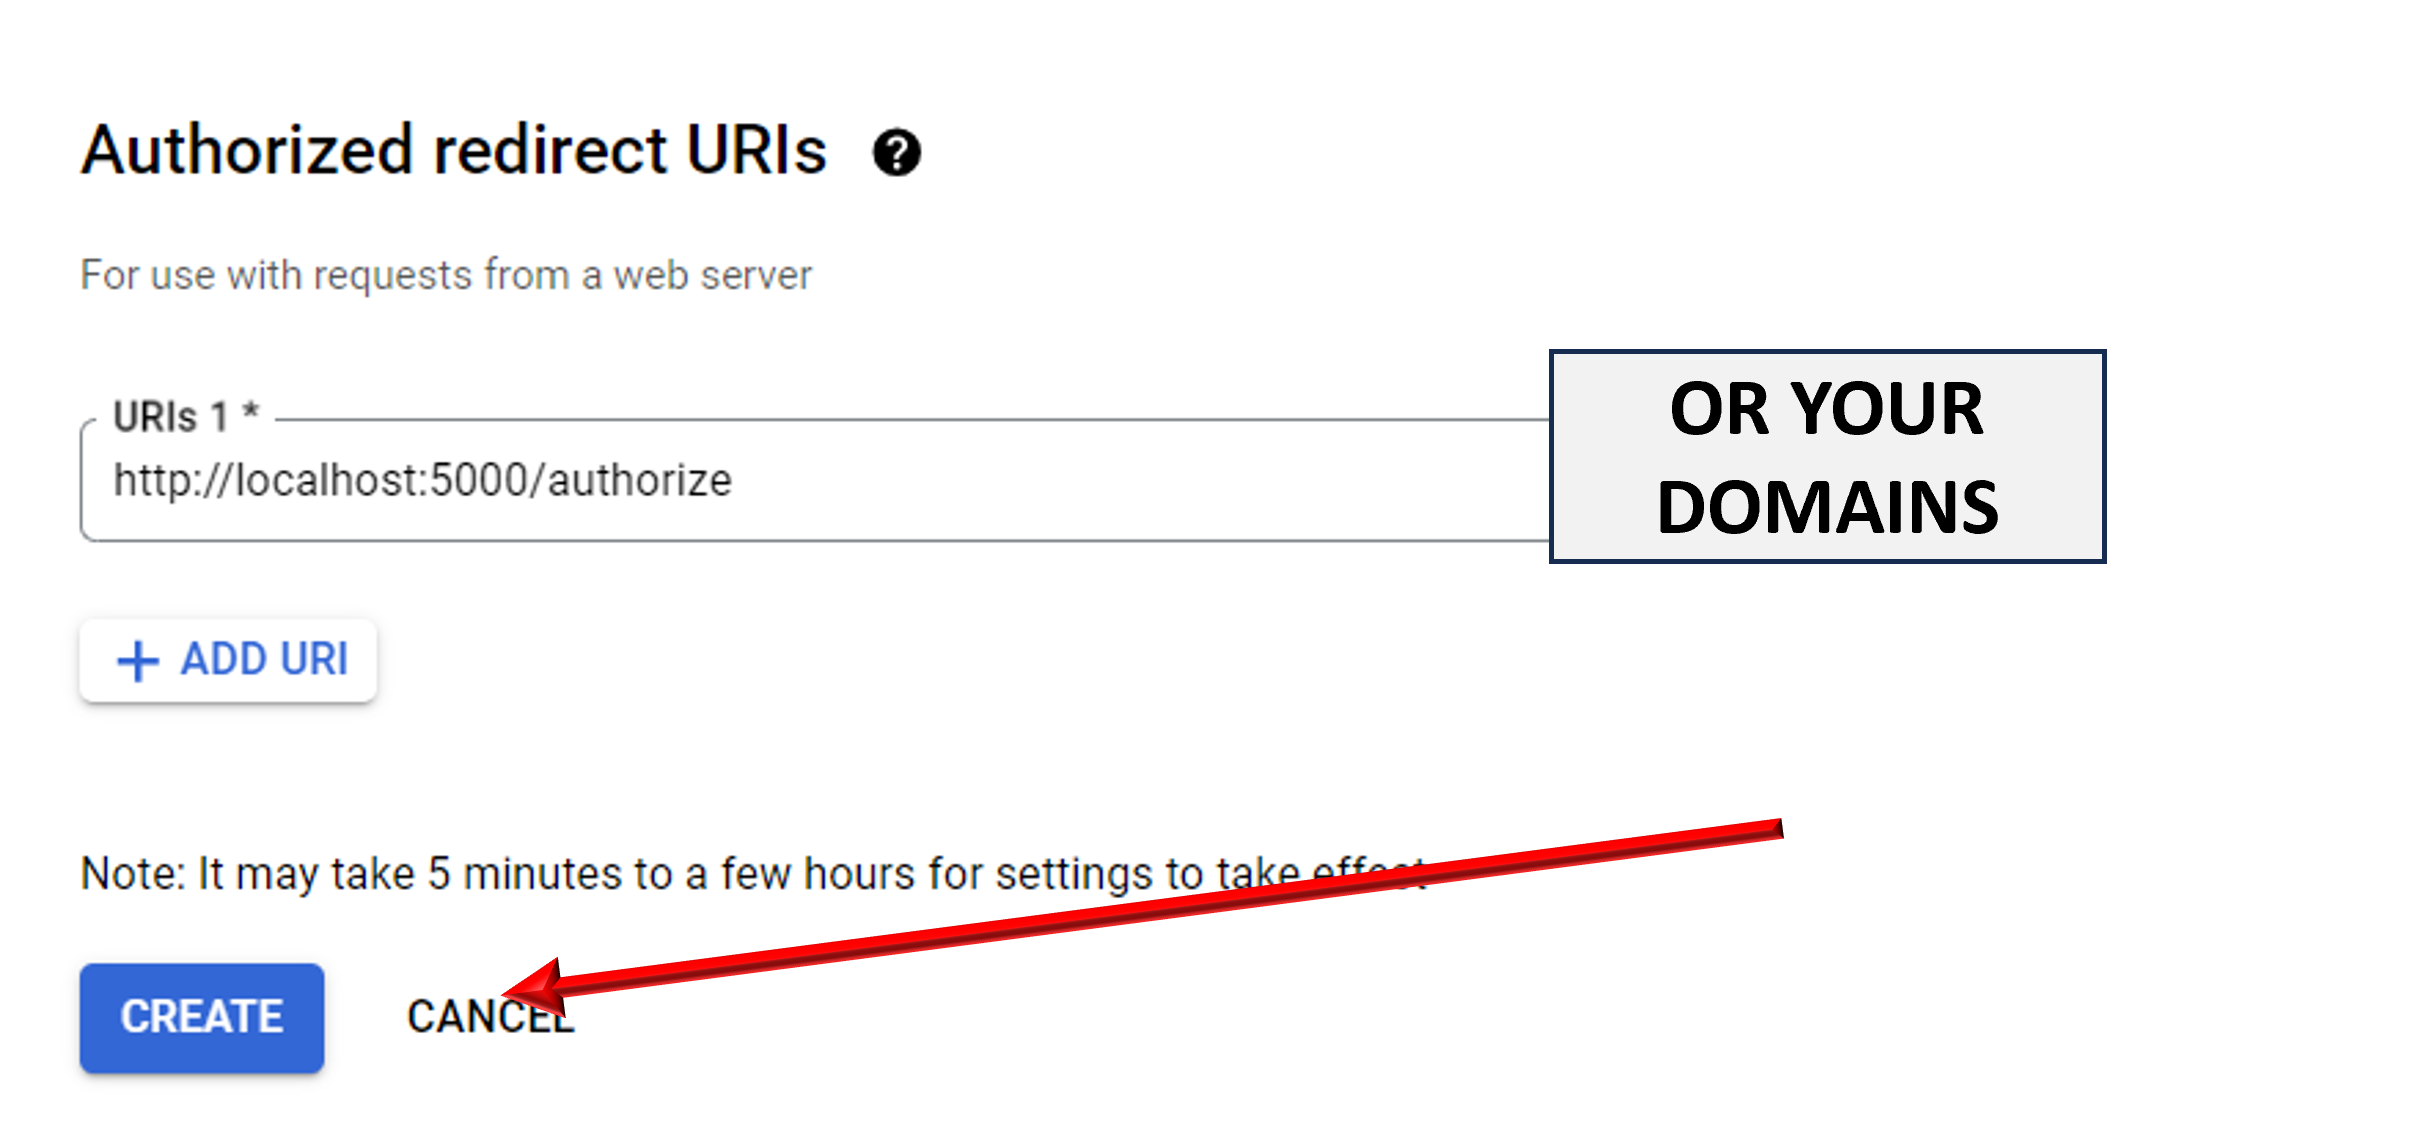 Authorized redirect URIs
For use with requests from a web server
URIs 1 *
http://localhost:5000/authorize
OR YOUR
DOMAINS
+ ADD URI
Note: It may take 5 minutes to a few hours for settings to take effect
CREATE
CANCEL